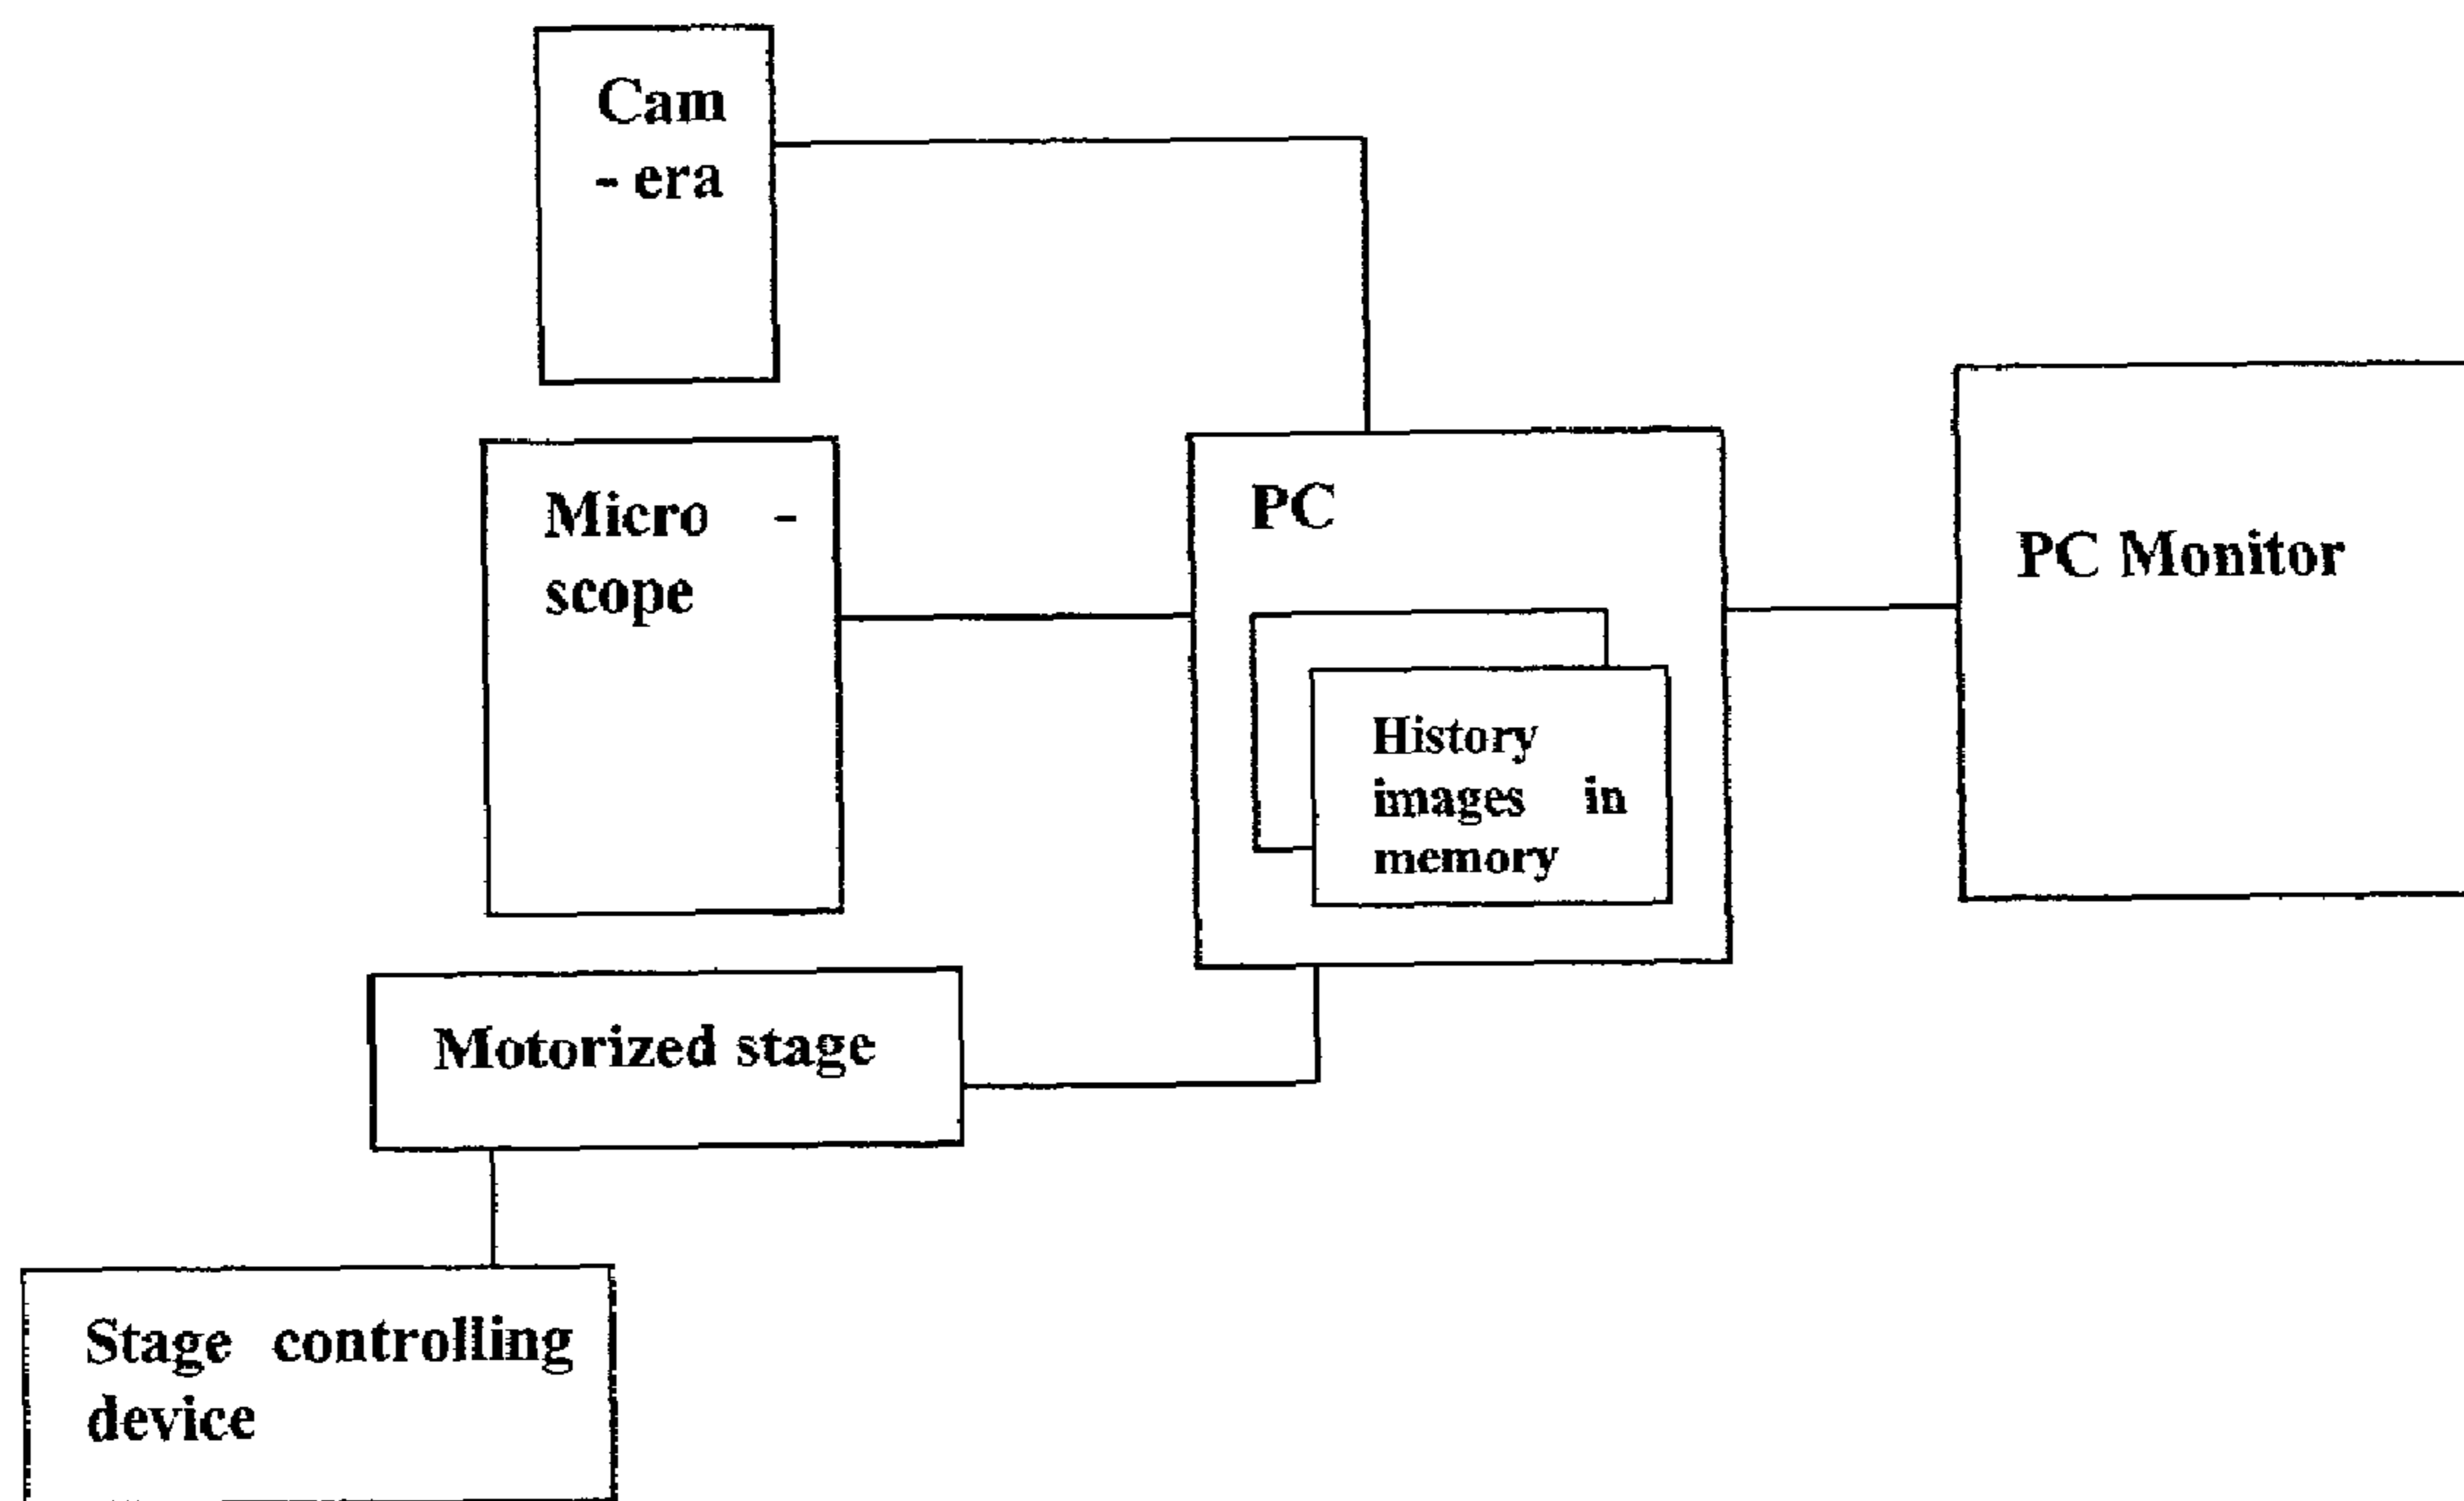 Cam
- era
Micro -
scope
PC
PC Monitor
History
images in
memory
Motorized stage
Stage controlling
device